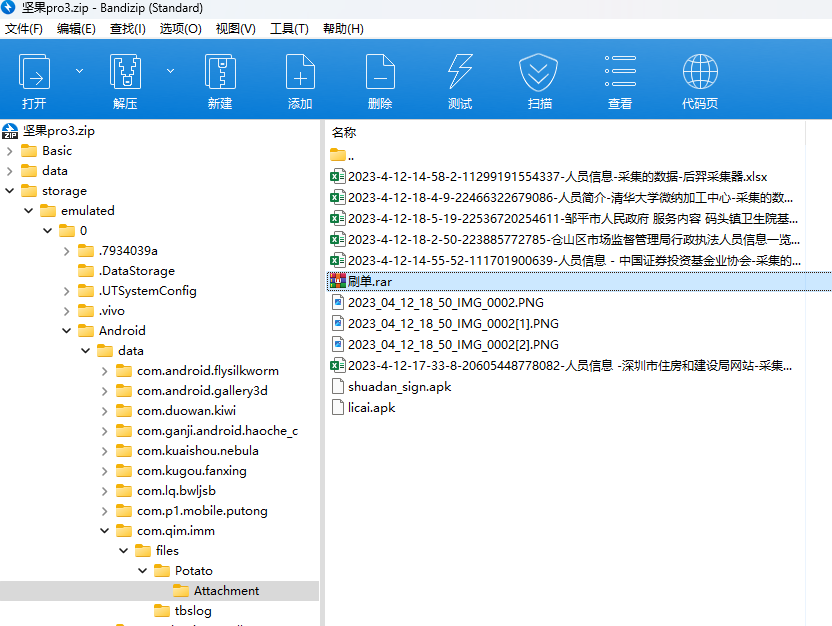 坚果pro3.zip - Bandizip (Standard)
文件(F) 编辑(E) 查找(I) 选项(O) 视图(V) 工具(T) 帮助(H)
打开 解压 新建 添加 删除 测试 扫描 查看 代码页
坚果pro3.zip
Basic
data
storage
emulated
0
.7934039a
.DataStorage
.UTSystemConfig
.vivo
Android
data
com.android.flysilkworm
com.android.gallery3d
com.duowan.kiwi
com.ganji.android.haoche_c
com.kuaishou.nebula
com.kugou.fanxing
com.lq.bwljsb
com.p1.mobile.putong
com.qim.imm
files
Potato
Attachment
tbslog
名称
..
2023-4-12-14-58-2-11299191554337-人员信息-采集的数据-后羿采集器.xlsx
2023-4-12-18-4-9-22466322679086-人员简介-清华大学微纳加工中心-采集的数...
2023-4-12-18-5-19-22536720254611-邹平市人民政府 服务内容 码头镇卫生院基...
2023-4-12-18-2-50-223885772785-仓山区市场监督管理局行政执法人员信息一览...
2023-4-12-14-55-52-111701900639-人员信息 - 中国证券投资基金业协会-采集的...
刷单.rar
2023_04_12_18_50_IMG_0002.PNG
2023_04_12_18_50_IMG_0002[1].PNG
2023_04_12_18_50_IMG_0002[2].PNG
2023-4-12-17-33-8-20605448778082-人员信息 -深圳市住房和建设局网站-采集...
shuadan_sign.apk
licai.apk